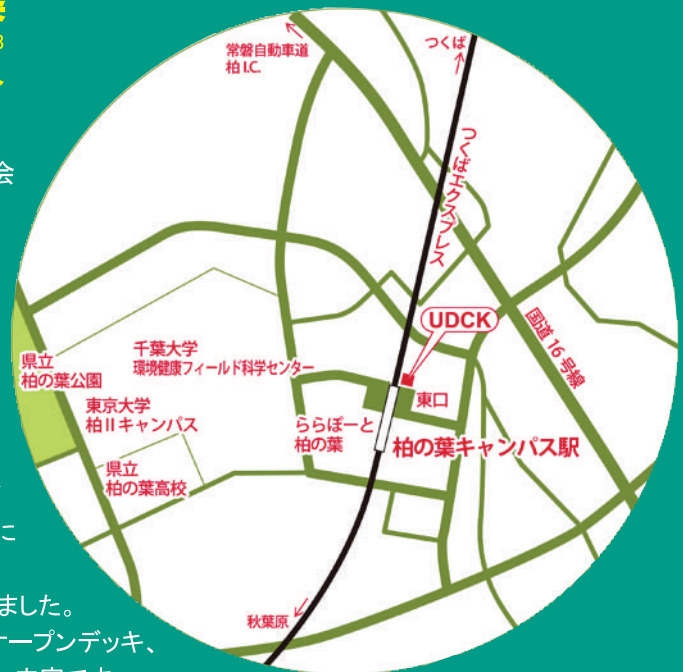 3
会
に
ました。
オープンデッキ、
常磐自動車道
柏I.C.
つくば
つくばエクスプレス
国道16号線
UDCK
東口
柏の葉キャンパス駅
ららぽーと
柏の葉
千葉大学
環境健康フィールド科学センター
県立
柏の葉公園
東京大学
柏IIキャンパス
県立
柏の葉高校
秋葉原